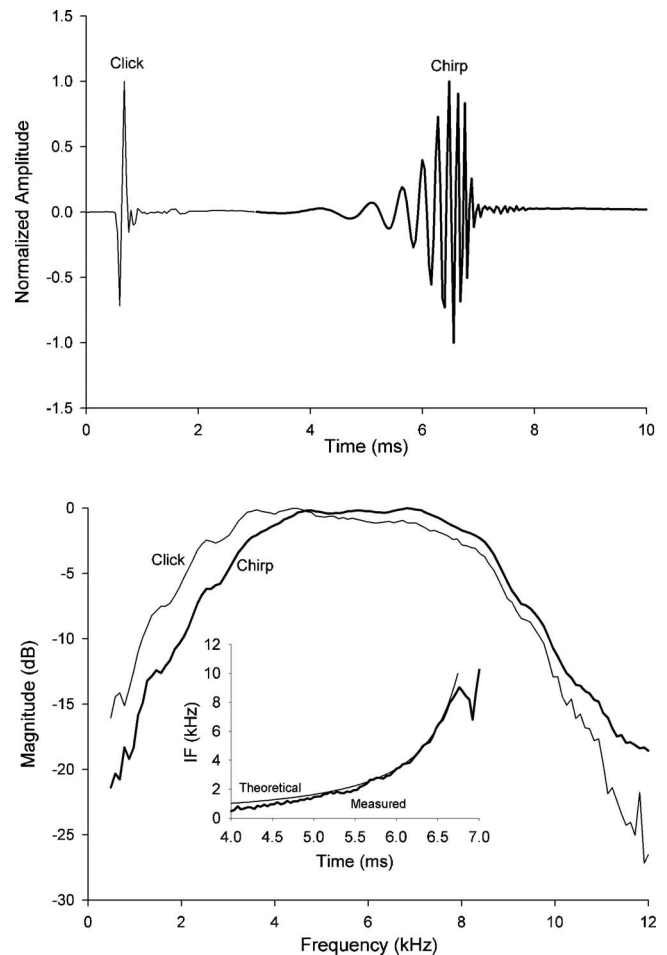 1.5
1.0
0.5
0.0
-0.5
-1.0
-1.5
Normalized Amplitude
Click
Chirp
0 2 4 6 8 10
Time (ms)
0
-5
-10
-15
-20
-25
-30
Magnitude (dB)
Click
Chirp
12
10
8
6
4
2
0
IF (kHz)
Theoretical
Measured
4.0 4.5 5.0 5.5 6.0 6.5 7.0
Time (ms)
0 2 4 6 8 10 12
Frequency (kHz)